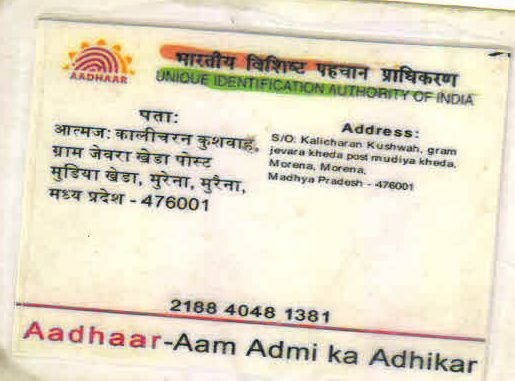 AADHAAR
भारतीय विशिष्ट पहचान प्राधिकरण
UNIQUE IDENTIFICATION AUTHORITY OF INDIA
पता:
आत्मज: कालीचरन कुशवाह,
ग्राम जेवरा खेडा पोस्ट
मुडिया खेडा, मुरेना, मुरैना,
मध्य प्रदेश - 476001
Address:
S/O: Kalicharan Kushwah, gram
jevara kheda post mudiya kheda,
Morena, Morena,
Madhya Pradesh - 476001
2188 4048 1381
Aadhaar-Aam Admi ka Adhikar